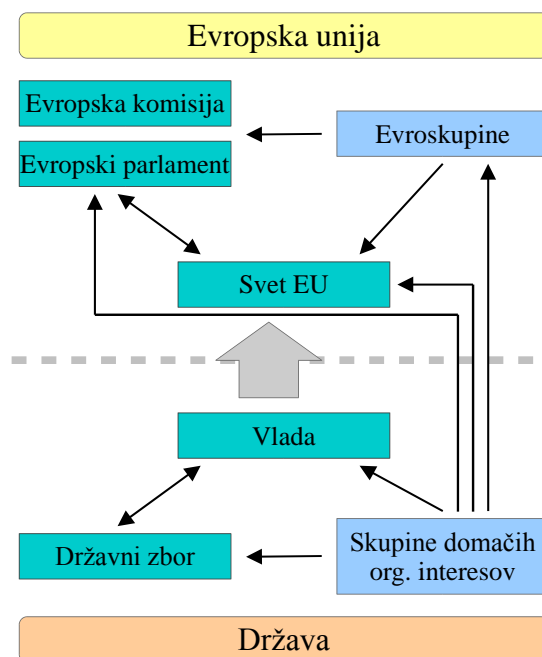 Evropska unija
Evropska komisija
Evroskupine
Evropski parlament
Svet EU
Vlada
Državni zbor
Skupine domačih
org. interesov
Država